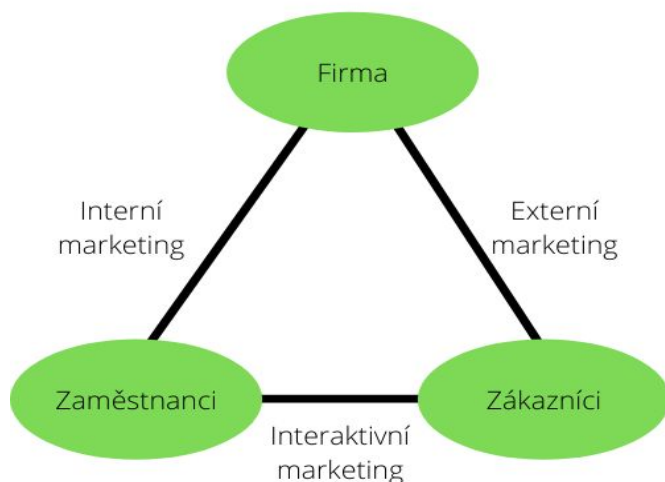 Firma
Interní
marketing
Externí
marketing
Zaměstnanci
Zákazníci
Interaktivní
marketing